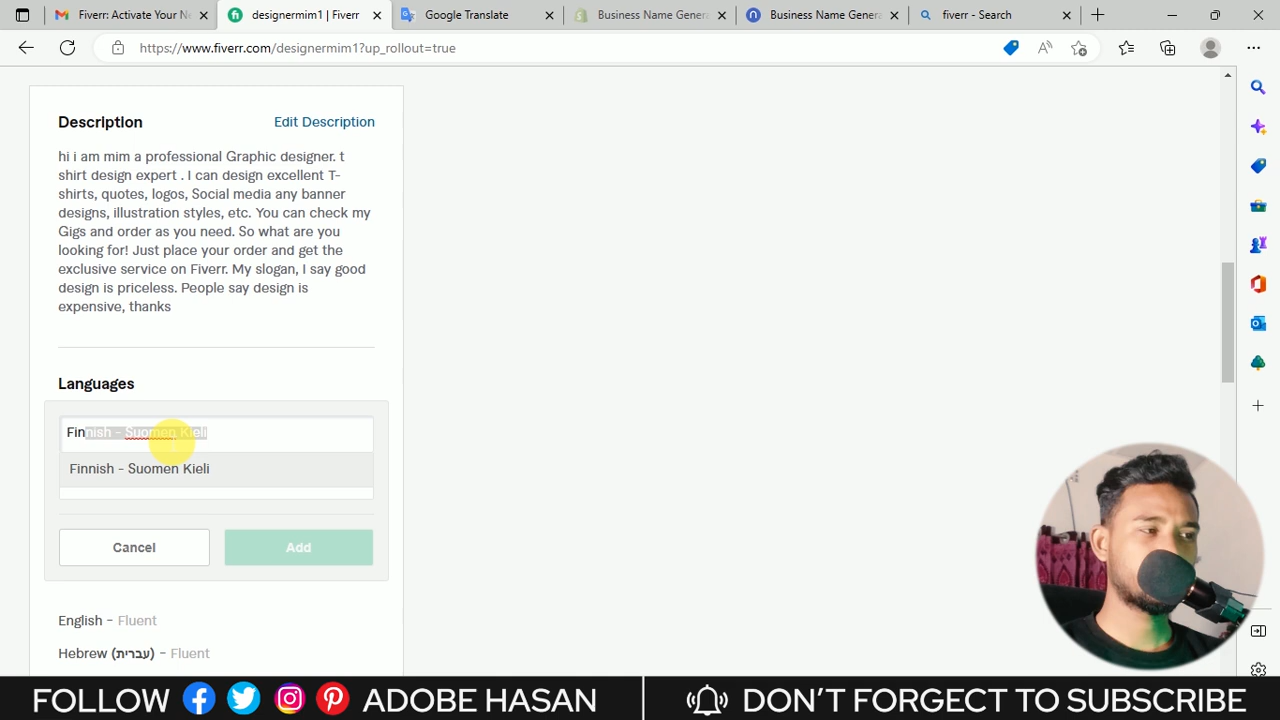 Fiverr: Activate Your Ne
designermim1 | Fiverr
Google Translate
Business Name Genera
Business Name Genera
fiverr - Search
https://www.fiverr.com/designermim1?up_rollout=true
Description
Edit Description
hi i am mim a professional Graphic designer. t
shirt design expert . I can design excellent T-
shirts, quotes, logos, Social media any banner
designs, illustration styles, etc. You can check my
Gigs and order as you need. So what are you
looking for! Just place your order and get the
exclusive service on Fiverr. My slogan, I say good
design is priceless. People say design is
expensive, thanks
Languages
Finnish - Suomen Kieli
Finnish - Suomen Kieli
Cancel
Add
English - Fluent
Hebrew (עברית) - Fluent
FOLLOW
ADOBE HASAN
DON'T FORGECT TO SUBSCRIBE